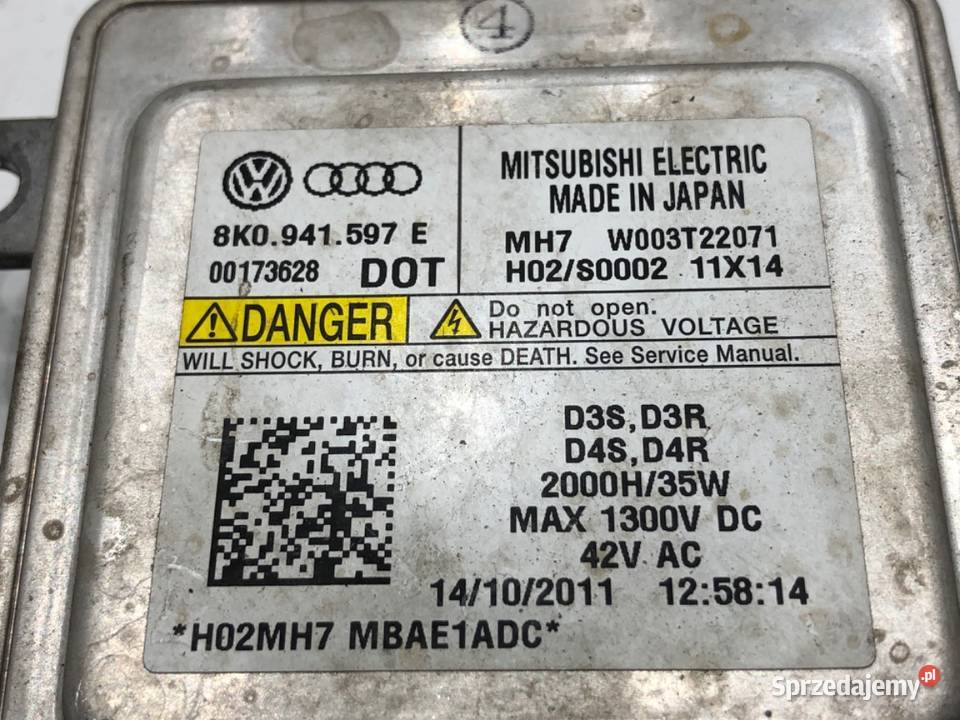 4
VW
8K0.941.597 E
00173628 DOT
MITSUBISHI ELECTRIC
MADE IN JAPAN
MH7 W003T22071
H02/S0002 11X14
DANGER
Do not open.
HAZARDOUS VOLTAGE
WILL SHOCK, BURN, or cause DEATH. See Service Manual.
D3S, D3R
D4S, D4R
2000H/35W
MAX 1300V DC
42V AC
14/10/2011 12:58:14
*H02MH7 MBAE1ADC*
Sprzedajemy.pl